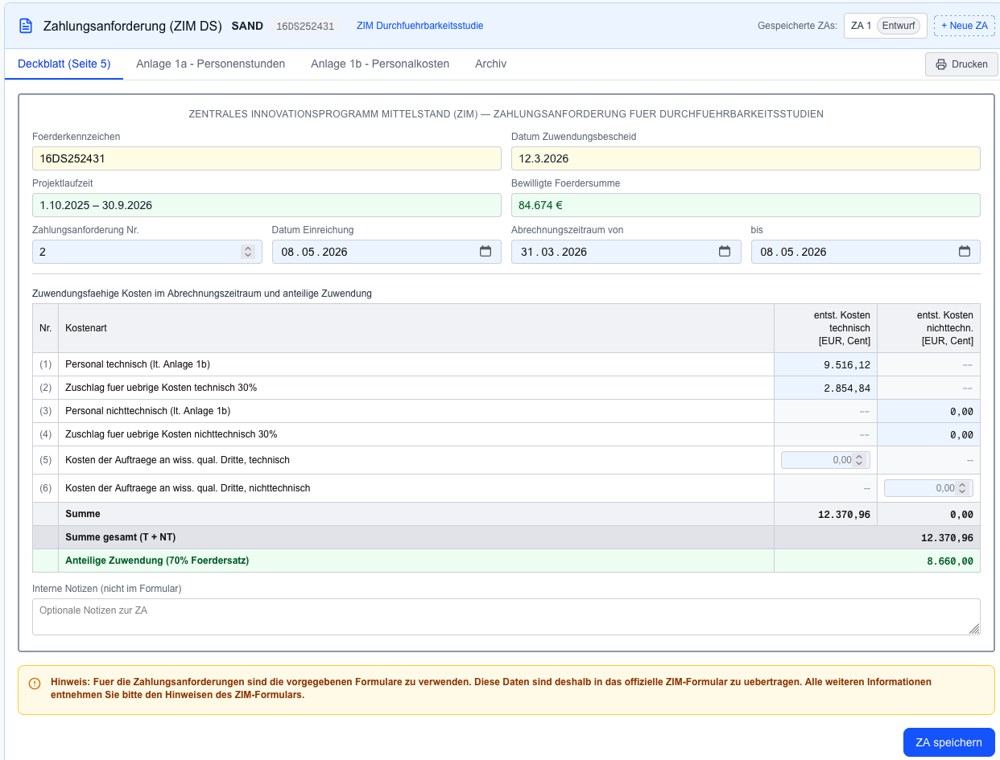 Zahlungsanforderung (ZIM DS) SAND 16DS252431 ZIM Durchfuehrbarkeitsstudie Gespeicherte ZAs: ZA 1 Entwurf + Neue ZA
Deckblatt (Seite 5) Anlage 1a - Personenstunden Anlage 1b - Personalkosten Archiv Drucken
ZENTRALES INNOVATIONSPROGRAMM MITTELSTAND (ZIM) — ZAHLUNGSANFORDERUNG FUER DURCHFUEHRBARKEITSSTUDIEN
Foerderkennzeichen Datum Zuwendungsbescheid
16DS252431 12.3.2026
Projektlaufzeit Bewilligte Foerdersumme
1.10.2025 – 30.9.2026 84.674 €
Zahlungsanforderung Nr. Datum Einreichung Abrechnungszeitraum von bis
2 08.05.2026 31.03.2026 08.05.2026
Zuwendungsfaehige Kosten im Abrechnungszeitraum und anteilige Zuwendung
Nr. Kostenart entst. Kosten technisch [EUR, Cent] entst. Kosten nichttechn. [EUR, Cent]
(1) Personal technisch (lt. Anlage 1b) 9.516,12 --
(2) Zuschlag fuer uebrige Kosten technisch 30% 2.854,84 --
(3) Personal nichttechnisch (lt. Anlage 1b) -- 0,00
(4) Zuschlag fuer uebrige Kosten nichttechnisch 30% -- 0,00
(5) Kosten der Auftraege an wiss. qual. Dritte, technisch 0,00 --
(6) Kosten der Auftraege an wiss. qual. Dritte, nichttechnisch -- 0,00
Summe 12.370,96 0,00
Summe gesamt (T + NT) 12.370,96
Anteilige Zuwendung (70% Foerdersatz) 8.660,00
Interne Notizen (nicht im Formular)
Optionale Notizen zur ZA
Hinweis: Fuer die Zahlungsanforderungen sind die vorgegebenen Formulare zu verwenden. Diese Daten sind deshalb in das offizielle ZIM-Formular zu uebertragen. Alle weiteren Informationen
entnehmen Sie bitte den Hinweisen des ZIM-Formulars.
ZA speichern